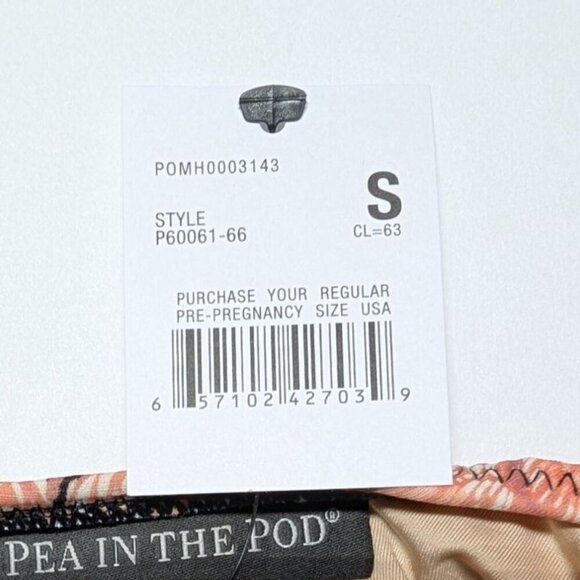 POMH0003143
S
STYLE
P60061-66
CL=63
PURCHASE YOUR REGULAR
PRE-PREGNANCY SIZE USA
6 57102 42703 9
PEA IN THE POD®